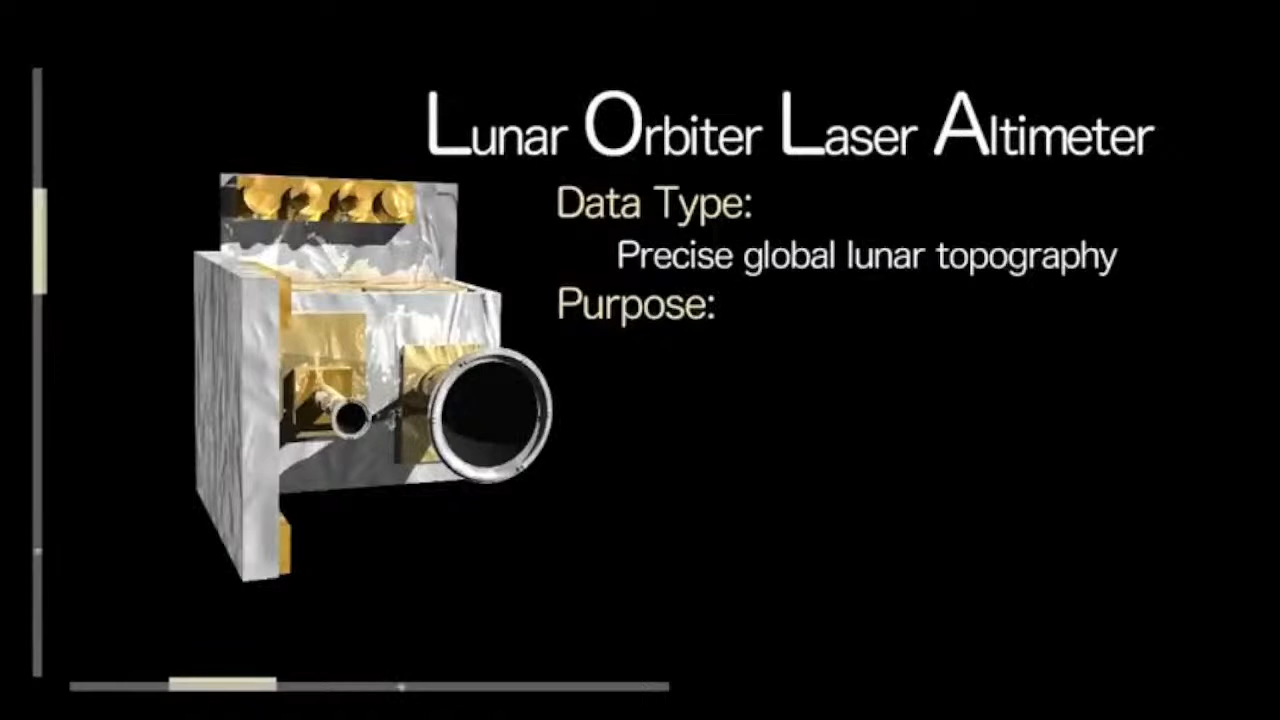 Lunar Orbiter Laser Altimeter
Data Type:
Precise global lunar topography
Purpose: